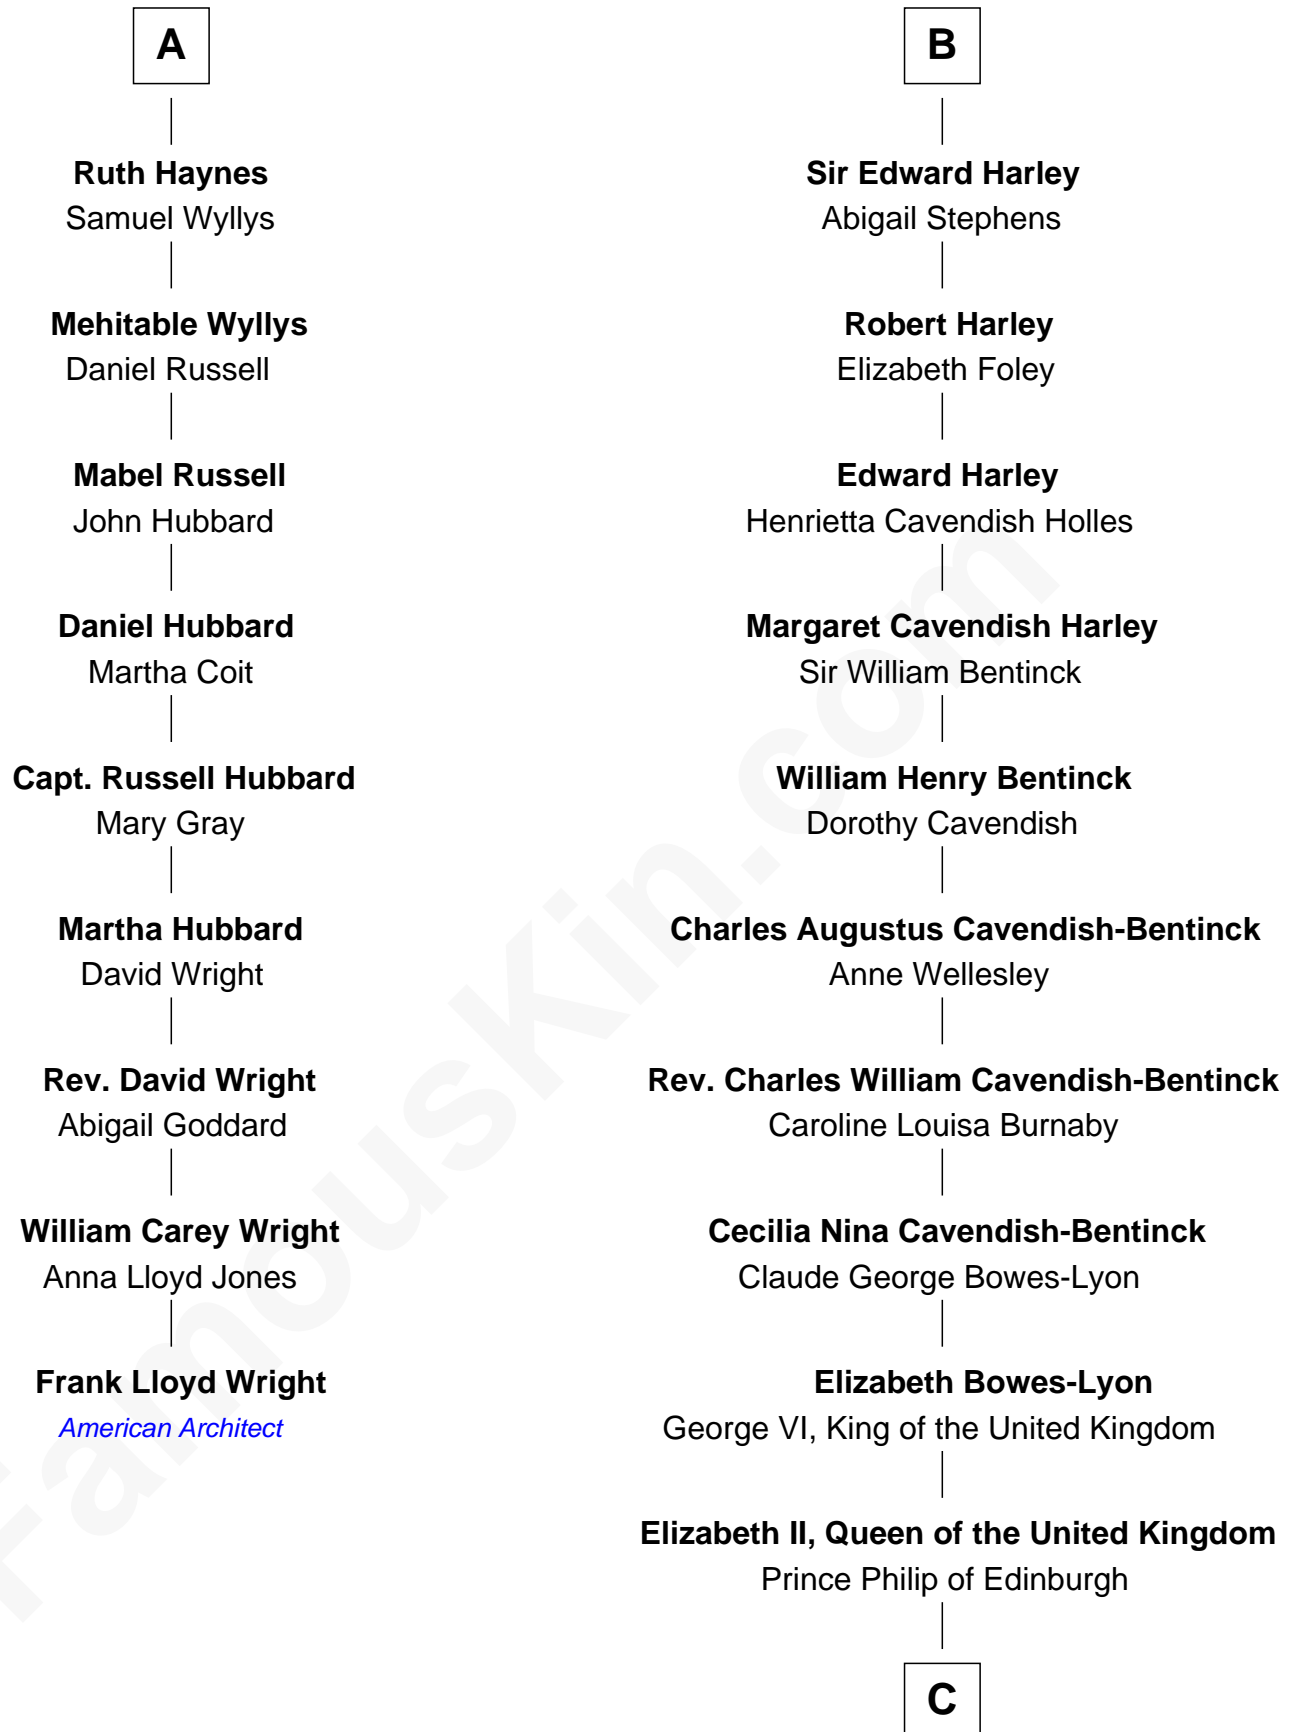 A
Ruth Haynes
Samuel Wyllys
Mehitable Wyllys
Daniel Russell
Mabel Russell
John Hubbard
Daniel Hubbard
Martha Coit
Capt. Russell Hubbard
Mary Gray
Martha Hubbard
David Wright
Rev. David Wright
Abigail Goddard
William Carey Wright
Anna Lloyd Jones
Frank Lloyd Wright
American Architect
B
Sir Edward Harley
Abigail Stephens
Robert Harley
Elizabeth Foley
Edward Harley
Henrietta Cavendish Holles
Margaret Cavendish Harley
Sir William Bentinck
William Henry Bentinck
Dorothy Cavendish
Charles Augustus Cavendish-Bentinck
Anne Wellesley
Rev. Charles William Cavendish-Bentinck
Caroline Louisa Burnaby
Cecilia Nina Cavendish-Bentinck
Claude George Bowes-Lyon
Elizabeth Bowes-Lyon
George VI, King of the United Kingdom
Elizabeth II, Queen of the United Kingdom
Prince Philip of Edinburgh
C
FamousKin.com